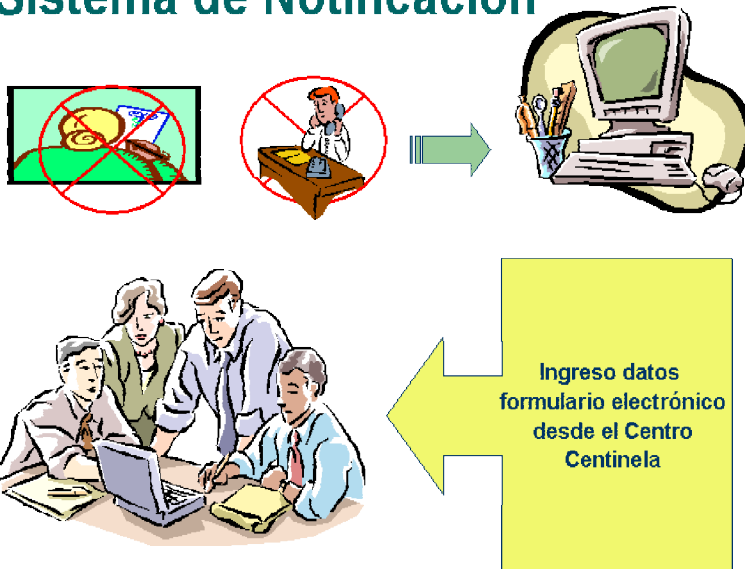 Sistema de Notificación
Ingreso datos
formulario electrónico
desde el Centro
Centinela